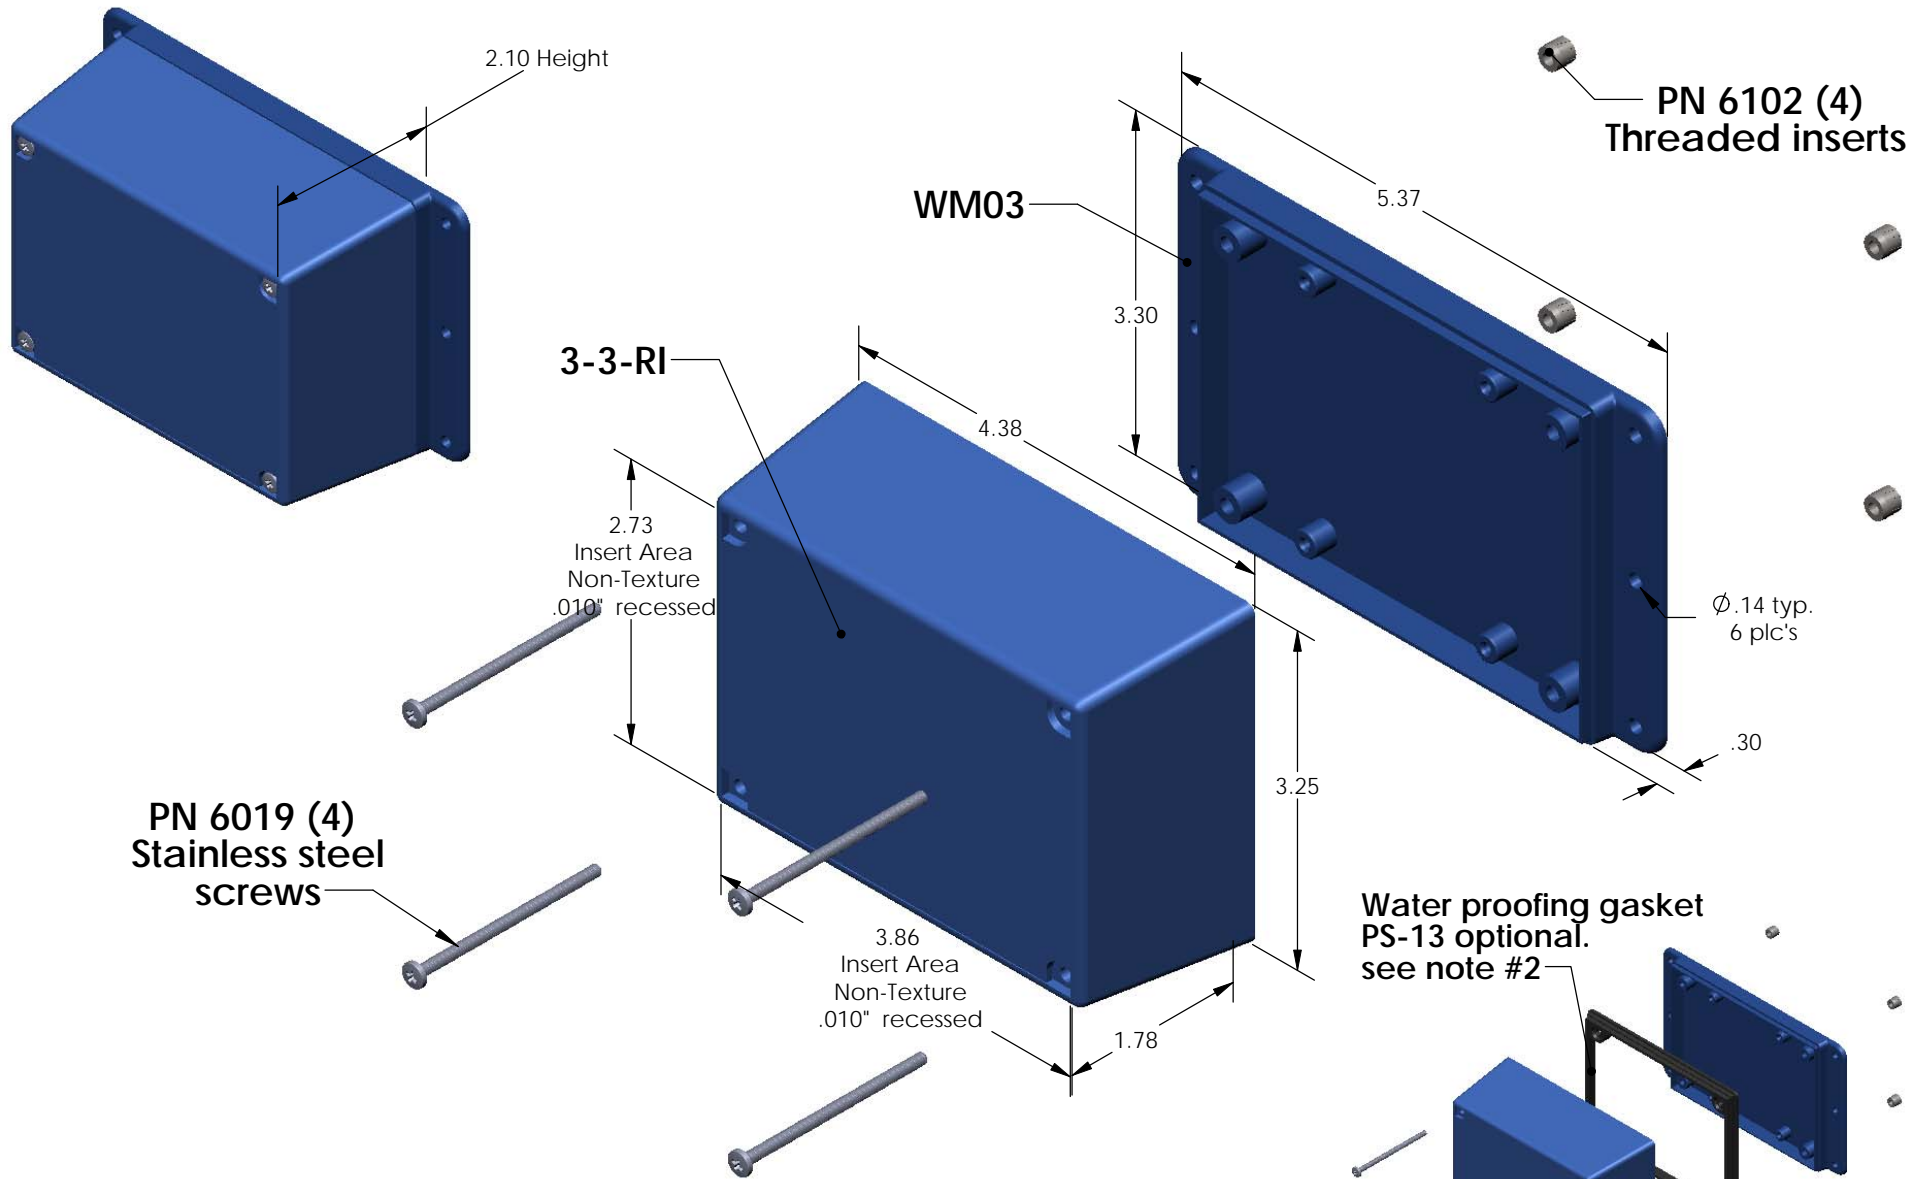 2.10 Height
PN 6102 (4)
Threaded inserts
5.37
WM03
3.30
3-3-RI
4.38
2.73
Insert Area
Non-Texture
.010" recessed
Ø.14 typ.
6 plc's
.30
3.25
PN 6019 (4)
Stainless steel
screws
3.86
Insert Area
Non-Texture
.010" recessed
1.78
Water proofing gasket
PS-13 optional.
see note #2